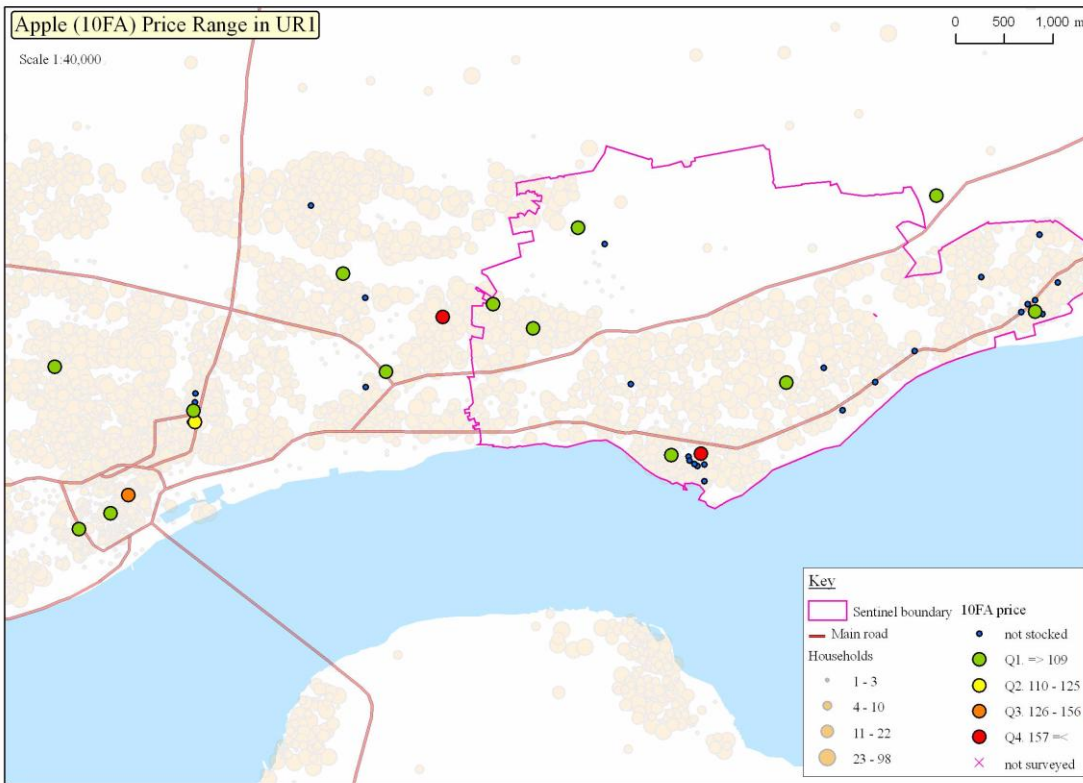 Apple (10FA) Price Range in UR1
Scale 1:40,000
0 500 1,000 m
Key
Sentinel boundary
Main road
Households
1 - 3
4 - 10
11 - 22
23 - 98
10FA price
not stocked
Q1. => 109
Q2. 110 - 125
Q3. 126 - 156
Q4. 157 =<
not surveyed